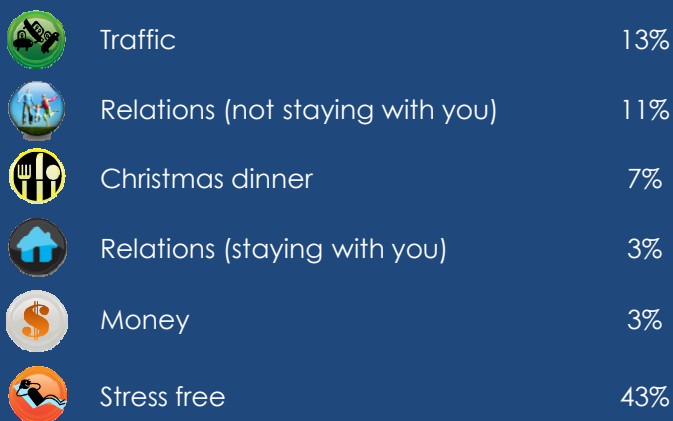 Traffic 13%
Relations (not staying with you) 11%
Christmas dinner 7%
Relations (staying with you) 3%
Money 3%
Stress free 43%